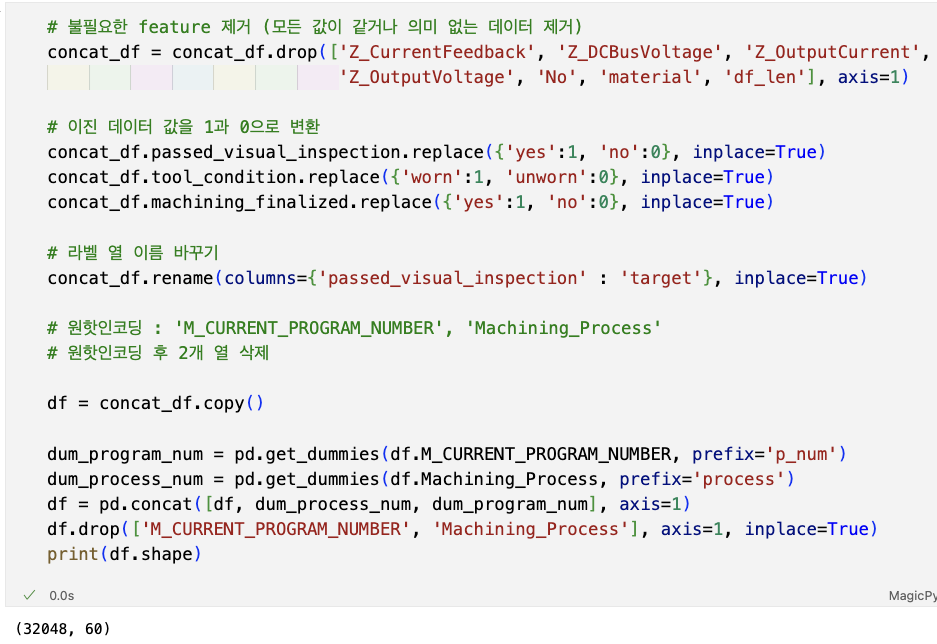 # 불필요한 feature 제거 (모든 값이 같거나 의미 없는 데이터 제거)
concat_df = concat_df.drop(['Z_CurrentFeedback', 'Z_DCBusVoltage', 'Z_OutputCurrent',
'Z_OutputVoltage', 'No', 'material', 'df_len'], axis=1)
# 이진 데이터 값을 1과 0으로 변환
concat_df.passed_visual_inspection.replace({'yes':1, 'no':0}, inplace=True)
concat_df.tool_condition.replace({'worn':1, 'unworn':0}, inplace=True)
concat_df.machining_finalized.replace({'yes':1, 'no':0}, inplace=True)
# 라벨 열 이름 바꾸기
concat_df.rename(columns={'passed_visual_inspection' : 'target'}, inplace=True)
# 원핫인코딩 : 'M_CURRENT_PROGRAM_NUMBER', 'Machining_Process'
# 원핫인코딩 후 2개 열 삭제
df = concat_df.copy()
dum_program_num = pd.get_dummies(df.M_CURRENT_PROGRAM_NUMBER, prefix='p_num')
dum_process_num = pd.get_dummies(df.Machining_Process, prefix='process')
df = pd.concat([df, dum_process_num, dum_program_num], axis=1)
df.drop(['M_CURRENT_PROGRAM_NUMBER', 'Machining_Process'], axis=1, inplace=True)
print(df.shape)
✓ 0.0s MagicPy
(32048, 60)